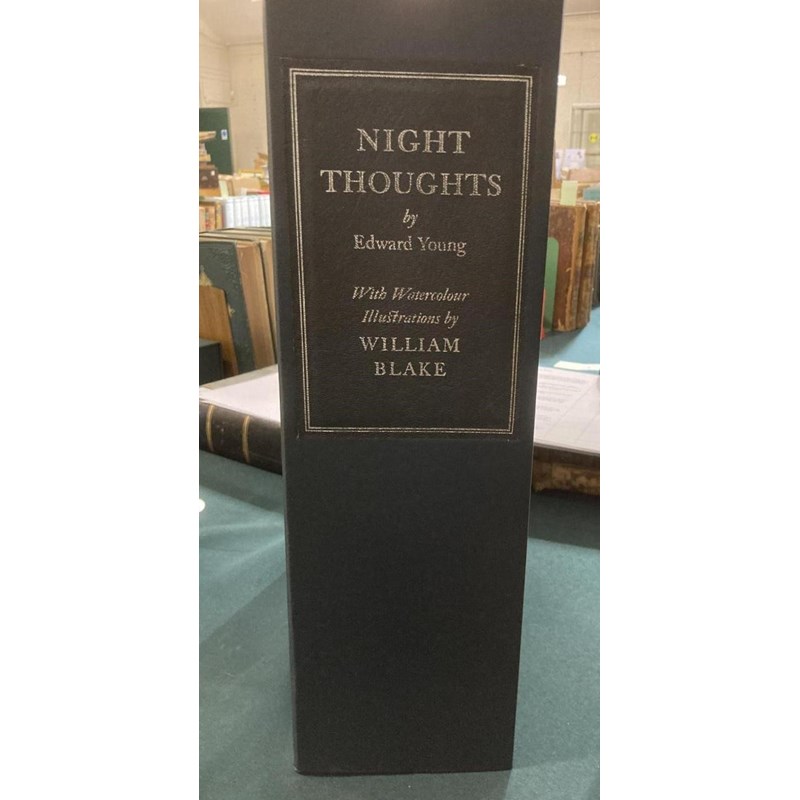 NIGHT
THOUGHTS
by
Edward Young
With Watercolour
Illustrations by
WILLIAM
BLAKE